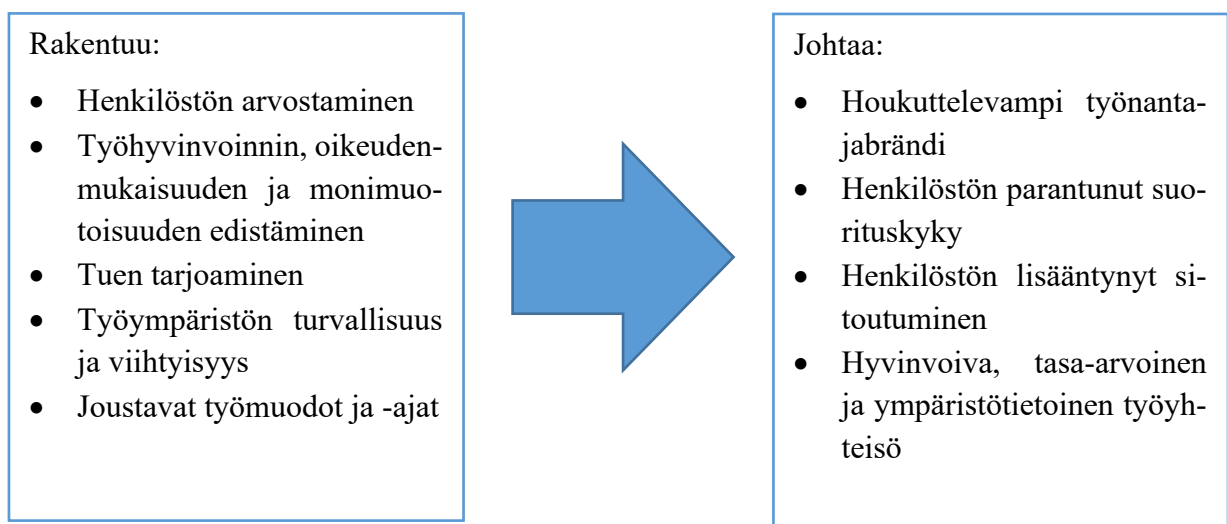 Rakentuu:
• Henkilöstön arvostaminen
• Työhyvinvoinnin, oikeuden-
mukaisuuden ja monimuo-
toisuuden edistäminen
• Tuen tarjoaminen
• Työympäristön turvallisuus
ja viihtyisyys
• Joustavat työmuodot ja -ajat
Johtaa:
• Houkuttelevampi työnanta-
jabrändi
• Henkilöstön parantunut suo-
rituskyky
• Henkilöstön lisääntynyt si-
toutuminen
• Hyvinvoiva, tasa-arvoinen
ja ympäristötietoinen työyh-
teisö